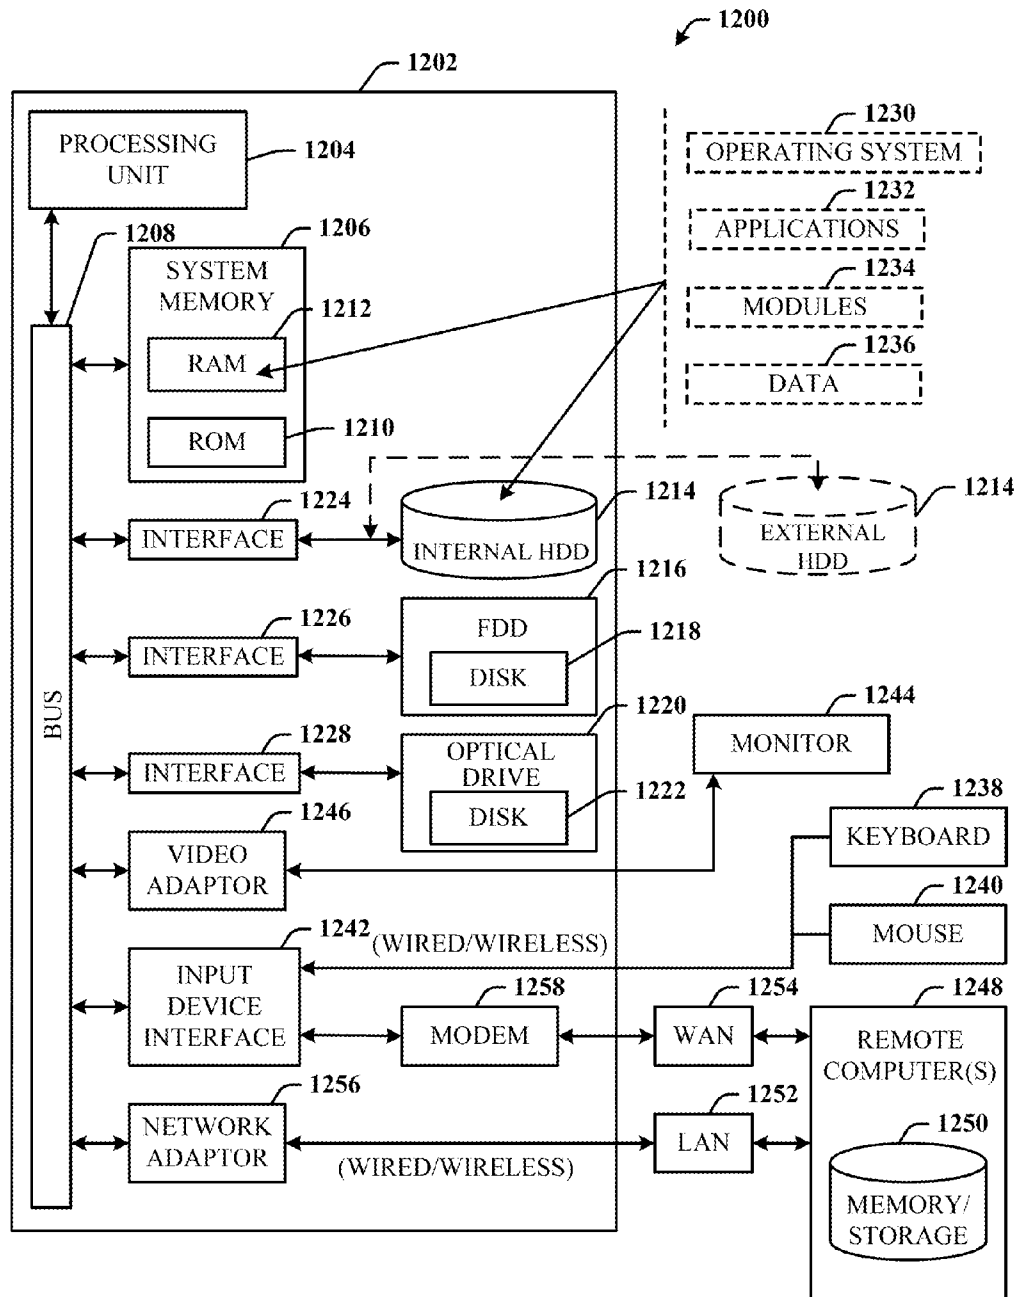 1200
1202
PROCESSING
UNIT
1204
1230
OPERATING SYSTEM
1232
APPLICATIONS
1234
MODULES
1236
DATA
1208
1206
SYSTEM
MEMORY
1212
RAM
1210
ROM
1224
INTERFACE
1214
INTERNAL HDD
1214
EXTERNAL
HDD
1216
FDD
1226
INTERFACE
1218
DISK
BUS
1220
OPTICAL
DRIVE
1228
INTERFACE
1222
DISK
1244
MONITOR
1246
VIDEO
ADAPTOR
1238
KEYBOARD
1240
MOUSE
1242
(WIRED/WIRELESS)
INPUT
DEVICE
INTERFACE
1258
MODEM
1254
WAN
1248
REMOTE
COMPUTER(S)
1256
NETWORK
ADAPTOR
(WIRED/WIRELESS)
1252
LAN
1250
MEMORY/
STORAGE